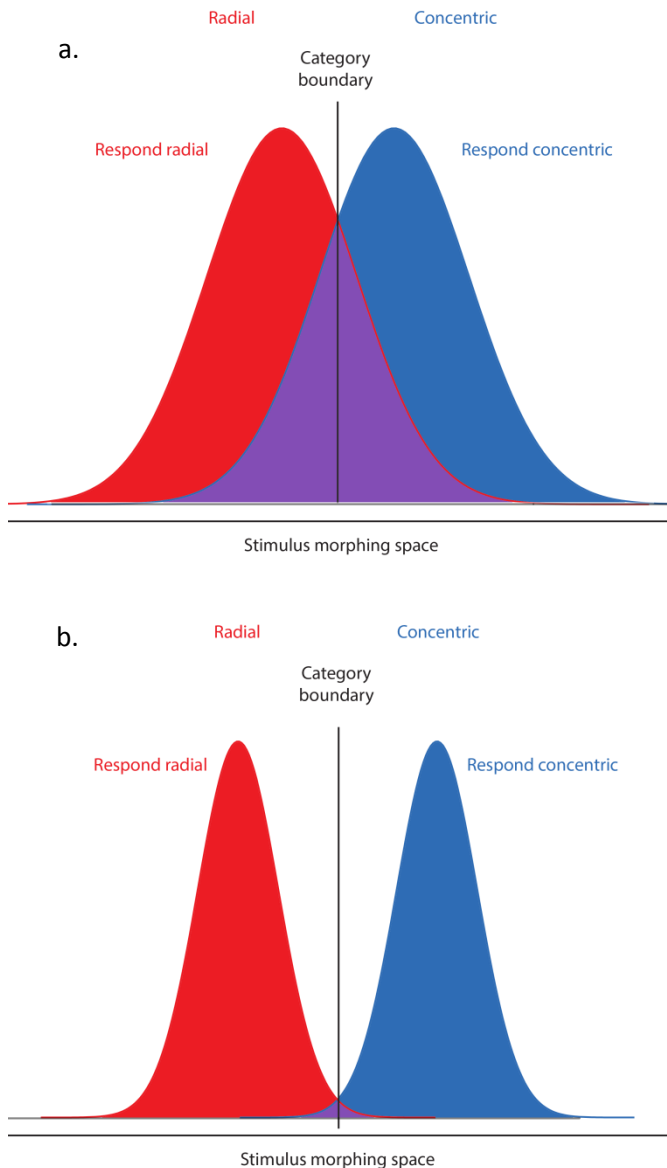 Radial Concentric
a.
Category
boundary
Respond radial Respond concentric
Stimulus morphing space
b.
Radial Concentric
Category
boundary
Respond radial Respond concentric
Stimulus morphing space